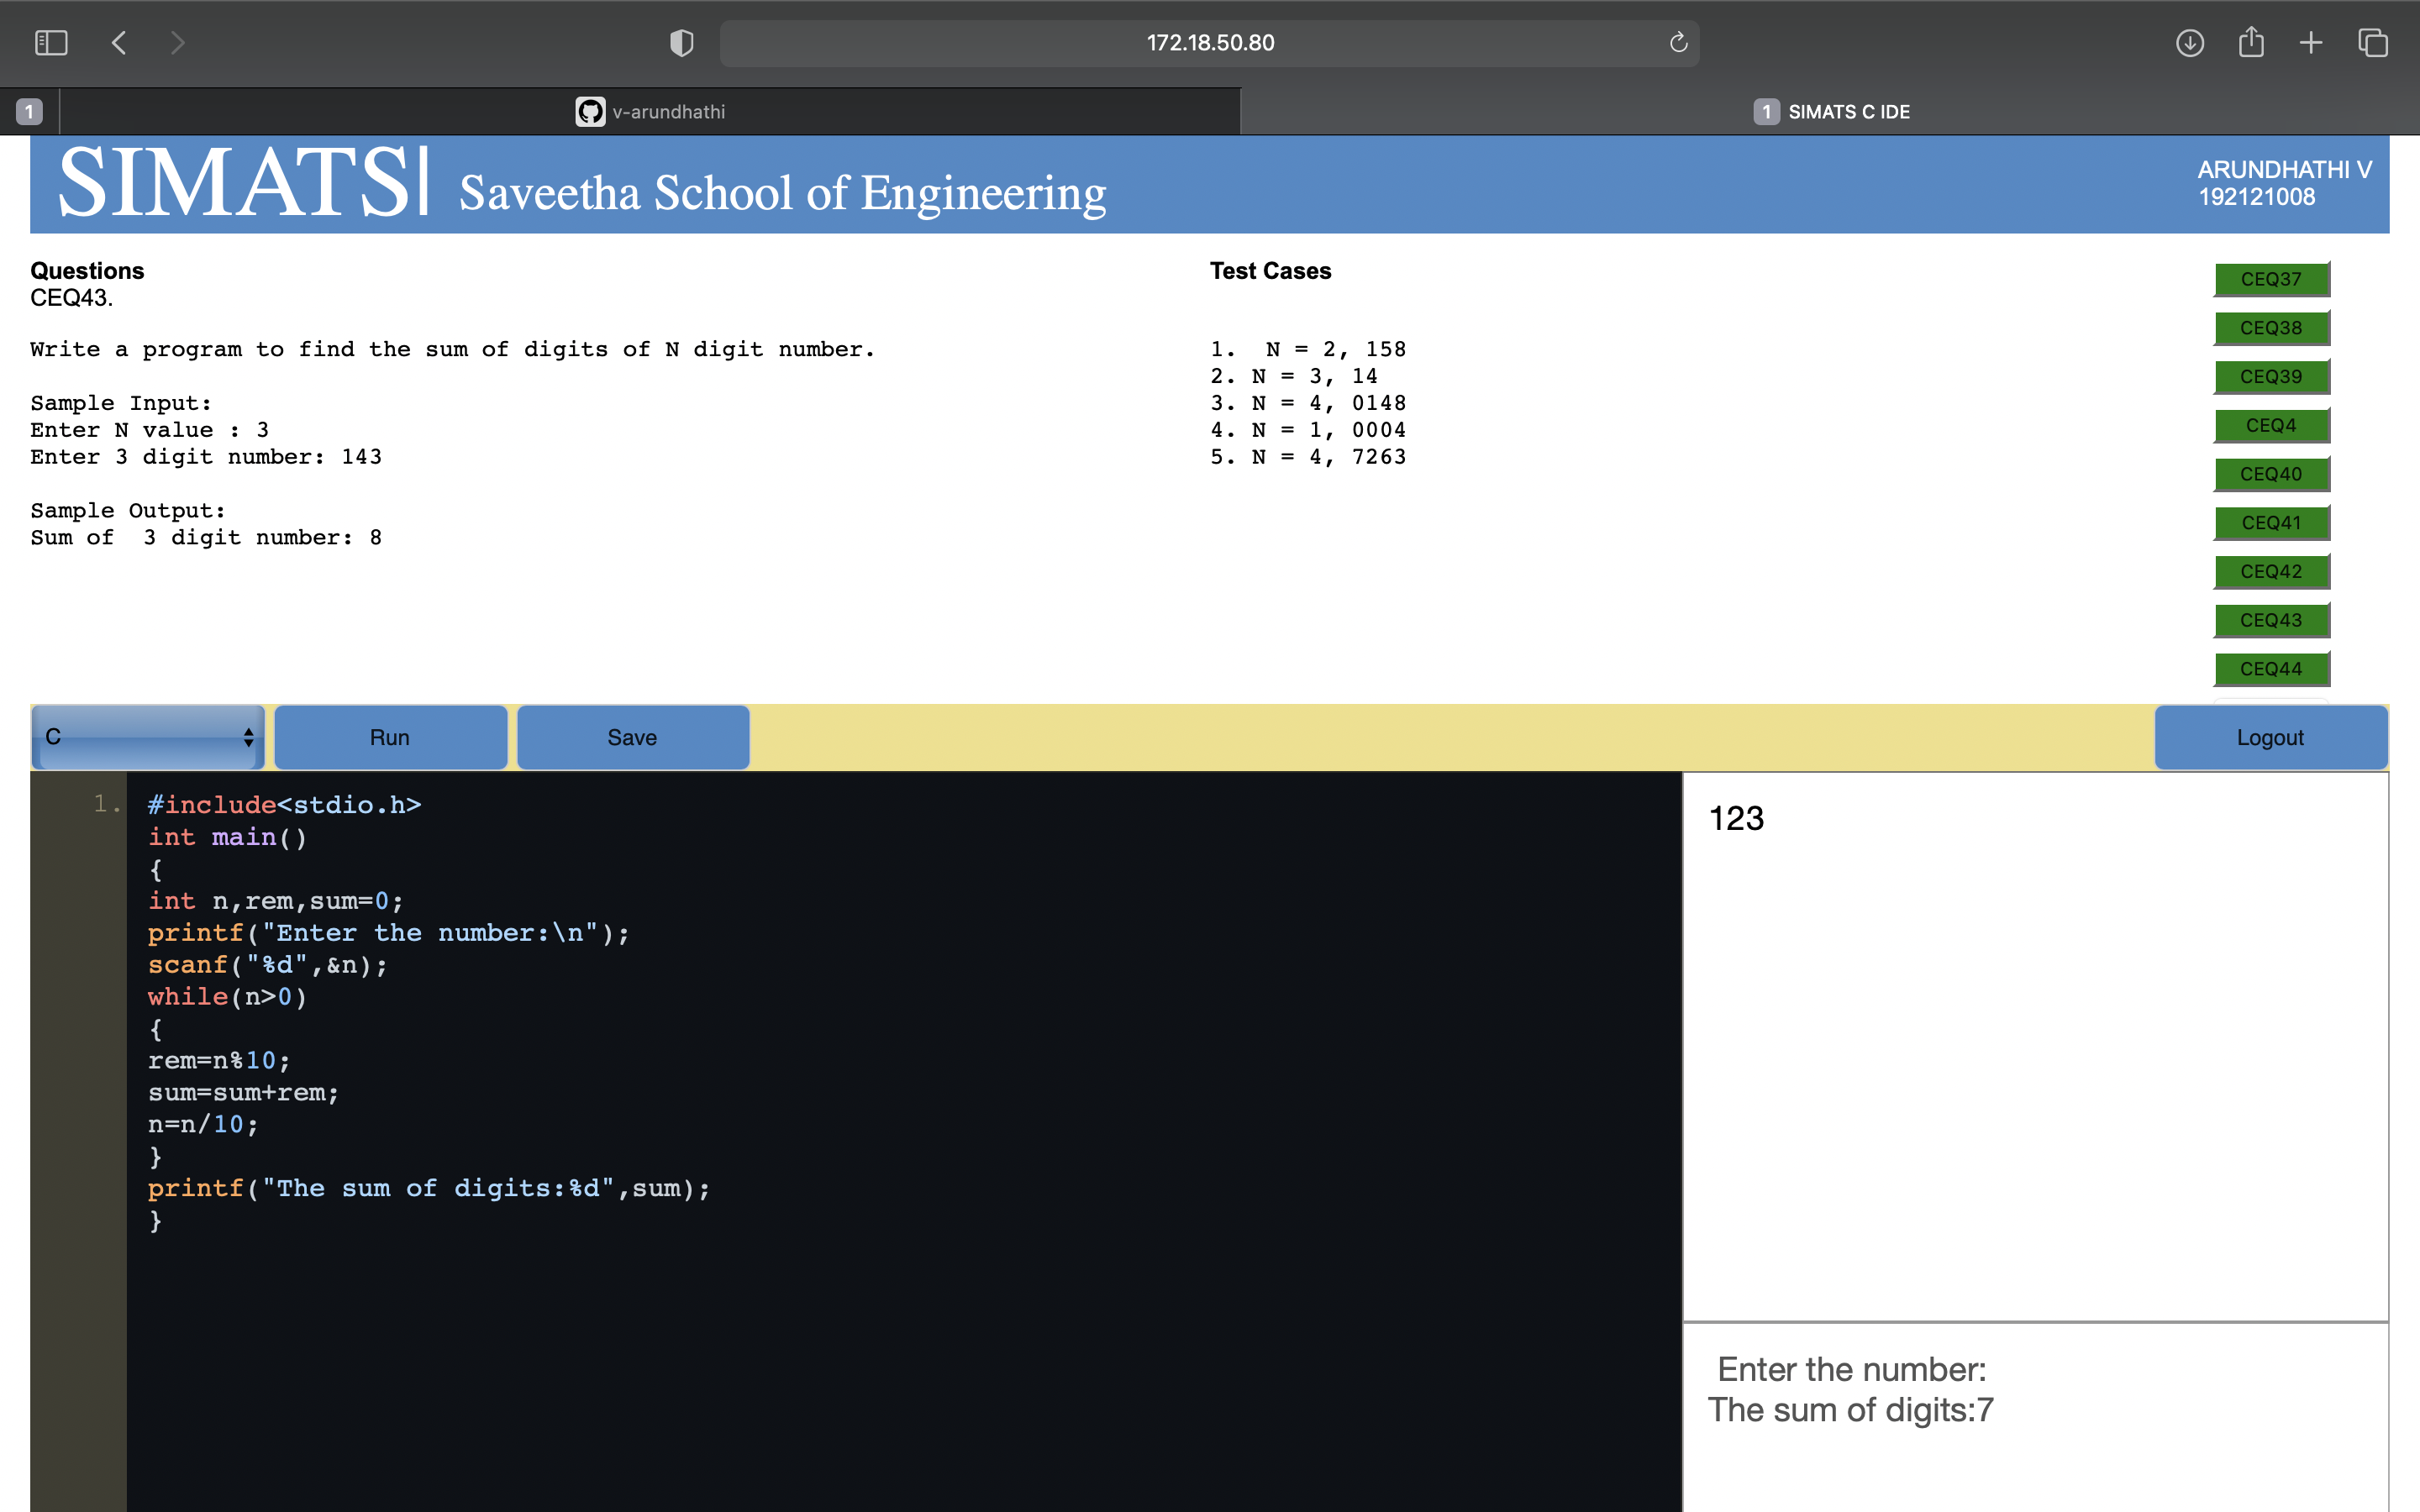 172.18.50.80
1
v-arundhathi
1 SIMATS C IDE
SIMATS| Saveetha School of Engineering
ARUNDHATHI V
192121008
Questions
CEQ43.
Write a program to find the sum of digits of N digit number.
Sample Input:
Enter N value : 3
Enter 3 digit number: 143
Sample Output:
Sum of  3 digit number: 8
Test Cases
1.  N = 2, 158
2. N = 3, 14
3. N = 4, 0148
4. N = 1, 0004
5. N = 4, 7263
CEQ37
CEQ38
CEQ39
CEQ4
CEQ40
CEQ41
CEQ42
CEQ43
CEQ44
C
Run
Save
Logout
1. #include<stdio.h>
int main()
{
int n,rem,sum=0;
printf("Enter the number:\n");
scanf("%d",&n);
while(n>0)
{
rem=n%10;
sum=sum+rem;
n=n/10;
}
printf("The sum of digits:%d",sum);
}
123
Enter the number:
The sum of digits:7